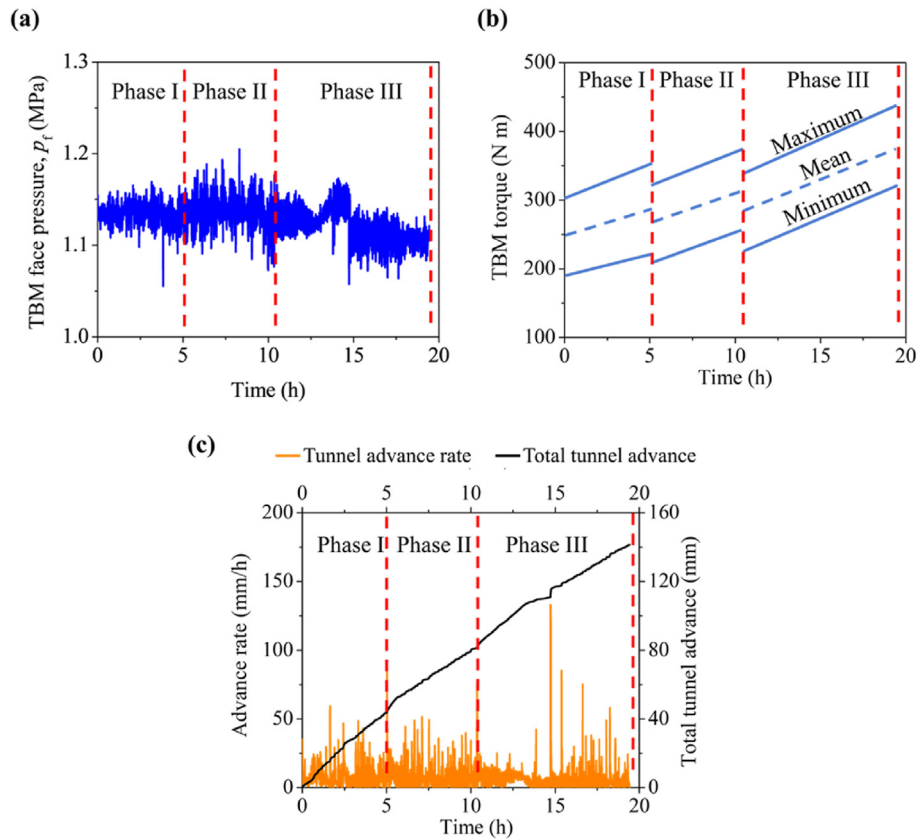 (a)
TBM face pressure, pf (MPa)
1.3
1.2
1.1
1.0
Phase I
Phase II
Phase III
0
5
10
15
20
Time (h)
(b)
TBM torque (N m)
500
400
300
200
100
Phase I
Phase II
Phase III
Maximum
Mean
Minimum
0
5
10
15
20
Time (h)
(c)
Tunnel advance rate
Total tunnel advance
0
5
10
15
20
Advance rate (mm/h)
200
150
100
50
0
Phase I
Phase II
Phase III
160
120
80
40
0
Total tunnel advance (mm)
0
5
10
15
20
Time (h)